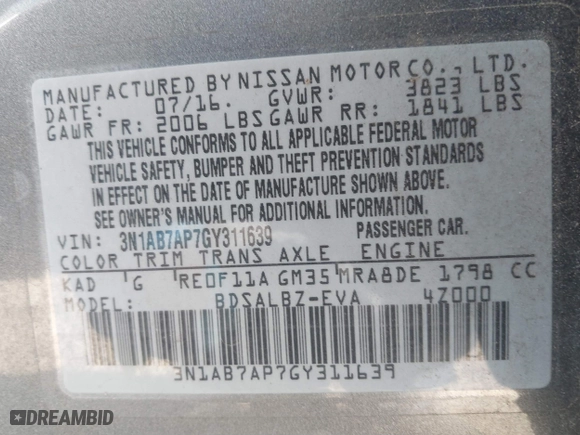 MANUFACTURED BY NISSAN MOTOR CO., LTD.
DATE: 07/16. GVWR: 3823 LBS
GAWR FR: 2006 LBS GAWR RR: 1841 LBS
THIS VEHICLE CONFORMS TO ALL APPLICABLE FEDERAL MOTOR
VEHICLE SAFETY, BUMPER AND THEFT PREVENTION STANDARDS
IN EFFECT ON THE DATE OF MANUFACTURE SHOWN ABOVE.
SEE OWNER'S MANUAL FOR ADDITIONAL INFORMATION.
VIN: 3N1AB7AP7GY311639 PASSENGER CAR.
COLOR TRIM TRANS AXLE ENGINE
KAD G RE0F11A GM35 MRA8DE 1798 CC
MODEL: BDSALBZ-EVA 4Z000
3N1AB7AP7GY311639
DREAMBID